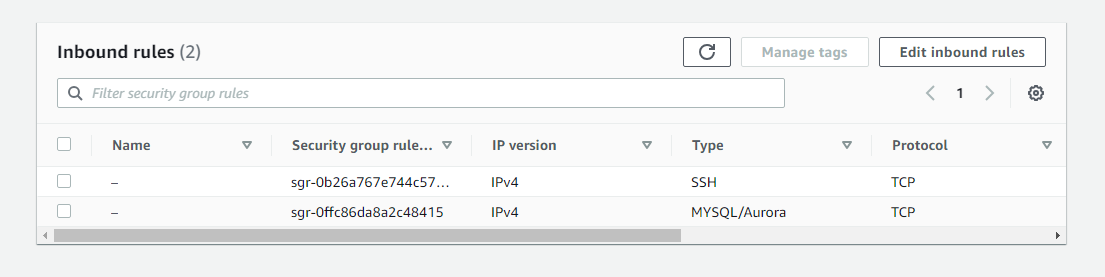 Inbound rules (2)
Manage tags
Edit inbound rules
Filter security group rules
1
Name Security group rule... IP version Type Protocol
– sgr-0b26a767e744c57... IPv4 SSH TCP
– sgr-0ffc86da8a2c48415 IPv4 MYSQL/Aurora TCP